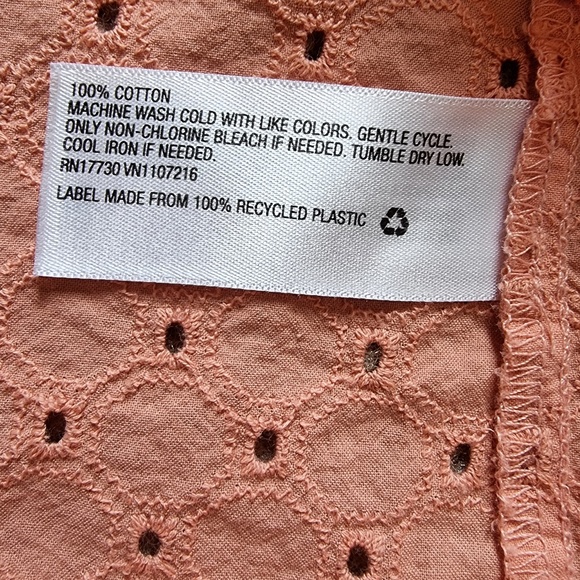 100% COTTON
MACHINE WASH COLD WITH LIKE COLORS. GENTLE CYCLE.
ONLY NON-CHLORINE BLEACH IF NEEDED. TUMBLE DRY LOW.
COOL IRON IF NEEDED.
RN17730 VN1107216
LABEL MADE FROM 100% RECYCLED PLASTIC